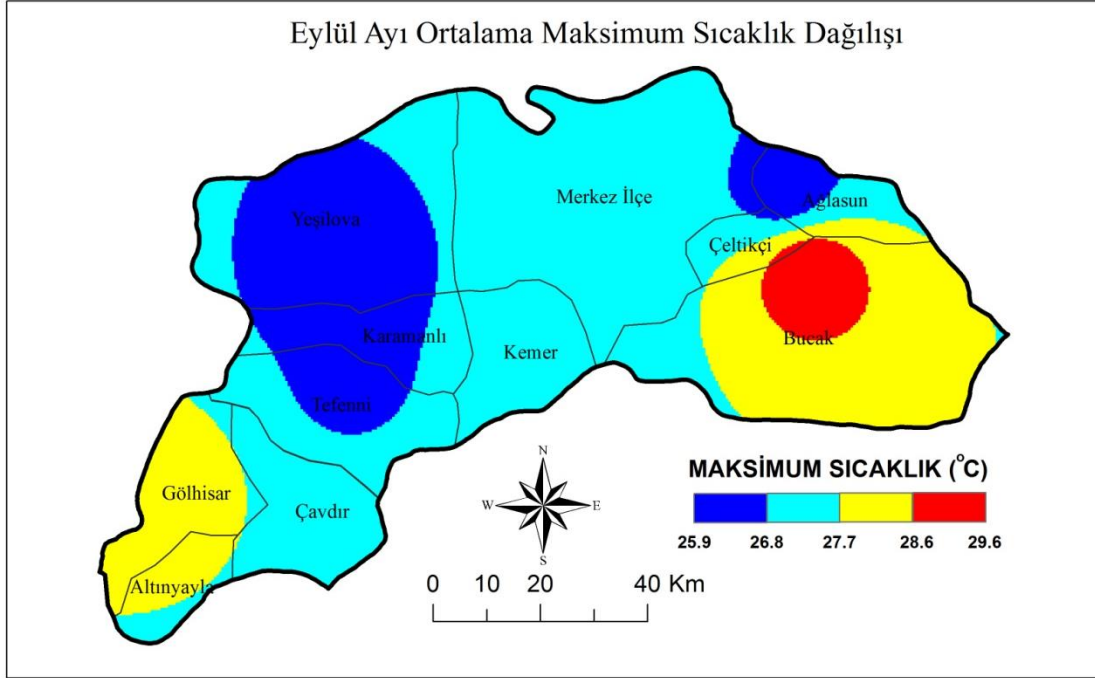 Eylül Ayı Ortalama Maksimum Sıcaklık Dağılışı
Merkez İlçe
Ağlasun
Yeşilova
Çeltikçi
Karamanlı
Kemer
Bucak
Tefenni
Gölhisar
Çavdır
Altınyayla
N
W
E
S
MAKSİMUM SICAKLIK (°C)
25.9 26.8 27.7 28.6 29.6
0 10 20 40 Km